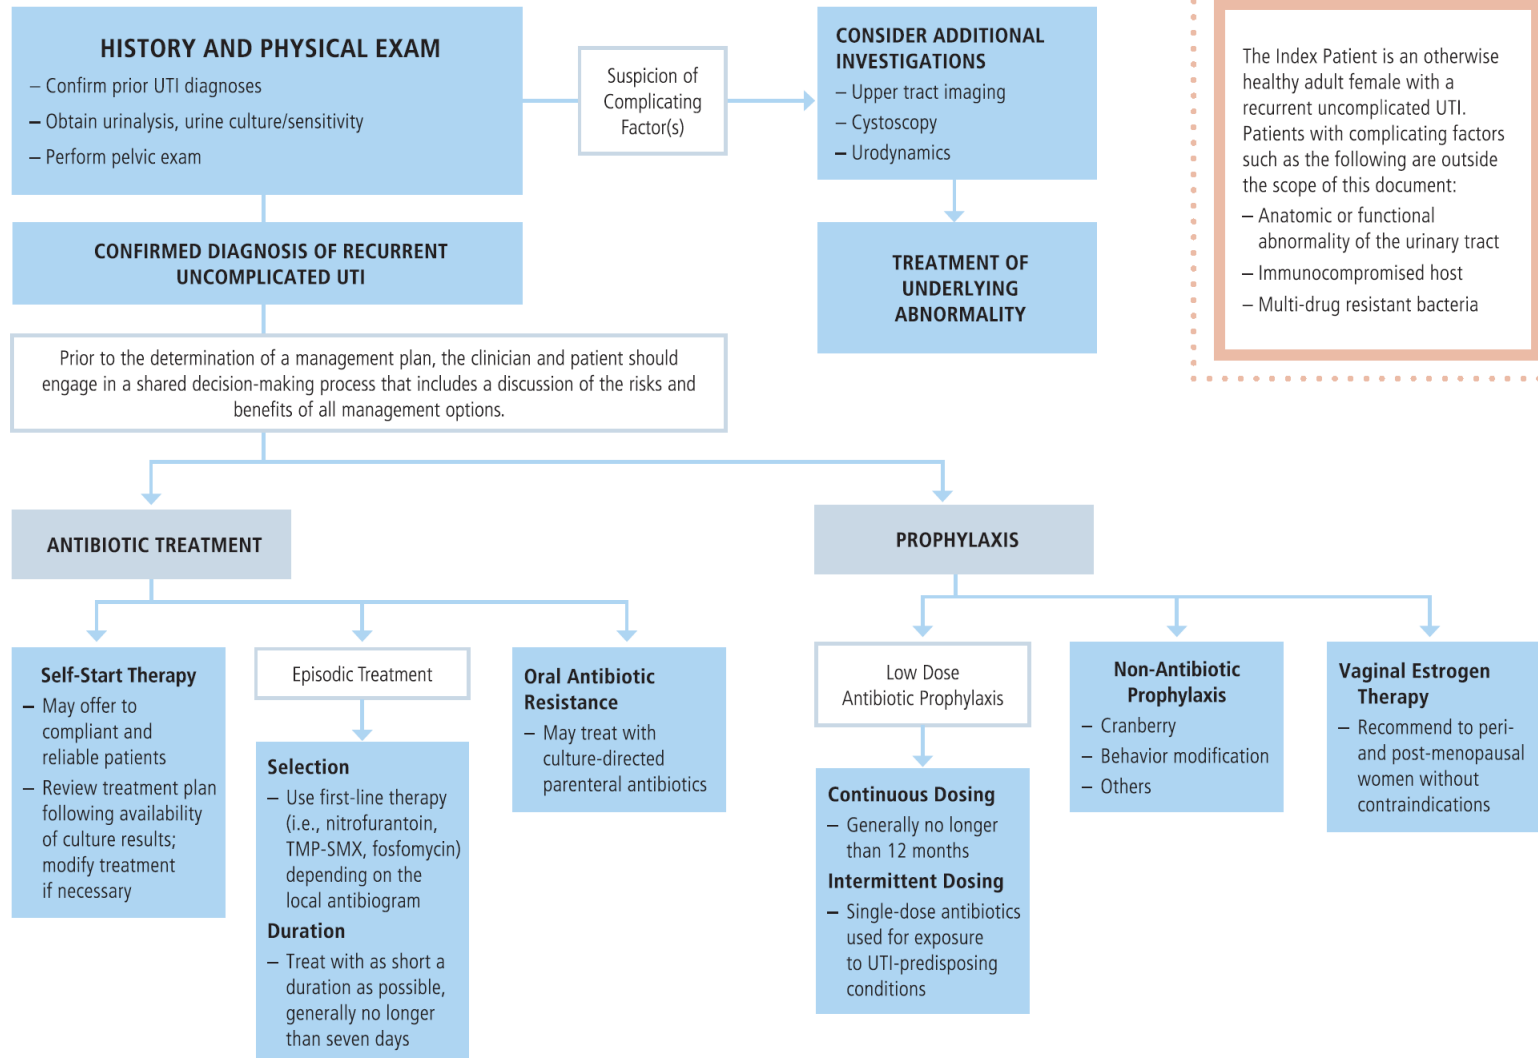 HISTORY AND PHYSICAL EXAM
– Confirm prior UTI diagnoses
– Obtain urinalysis, urine culture/sensitivity
– Perform pelvic exam
Suspicion of
Complicating
Factor(s)
CONSIDER ADDITIONAL
INVESTIGATIONS
– Upper tract imaging
– Cystoscopy
– Urodynamics
The Index Patient is an otherwise
healthy adult female with a
recurrent uncomplicated UTI.
Patients with complicating factors
such as the following are outside
the scope of this document:
– Anatomic or functional
abnormality of the urinary tract
– Immunocompromised host
– Multi-drug resistant bacteria
CONFIRMED DIAGNOSIS OF RECURRENT
UNCOMPLICATED UTI
TREATMENT OF
UNDERLYING
ABNORMALITY
Prior to the determination of a management plan, the clinician and patient should
engage in a shared decision-making process that includes a discussion of the risks and
benefits of all management options.
ANTIBIOTIC TREATMENT
PROPHYLAXIS
Self-Start Therapy
– May offer to
compliant and
reliable patients
– Review treatment plan
following availability
of culture results;
modify treatment
if necessary
Episodic Treatment
Selection
– Use first-line therapy
(i.e., nitrofurantoin,
TMP-SMX, fosfomycin)
depending on the
local antibiogram
Duration
– Treat with as short a
duration as possible,
generally no longer
than seven days
Oral Antibiotic
Resistance
– May treat with
culture-directed
parenteral antibiotics
Low Dose
Antibiotic Prophylaxis
Continuous Dosing
– Generally no longer
than 12 months
Intermittent Dosing
– Single-dose antibiotics
used for exposure
to UTI-predisposing
conditions
Non-Antibiotic
Prophylaxis
– Cranberry
– Behavior modification
– Others
Vaginal Estrogen
Therapy
– Recommend to peri-
and post-menopausal
women without
contraindications